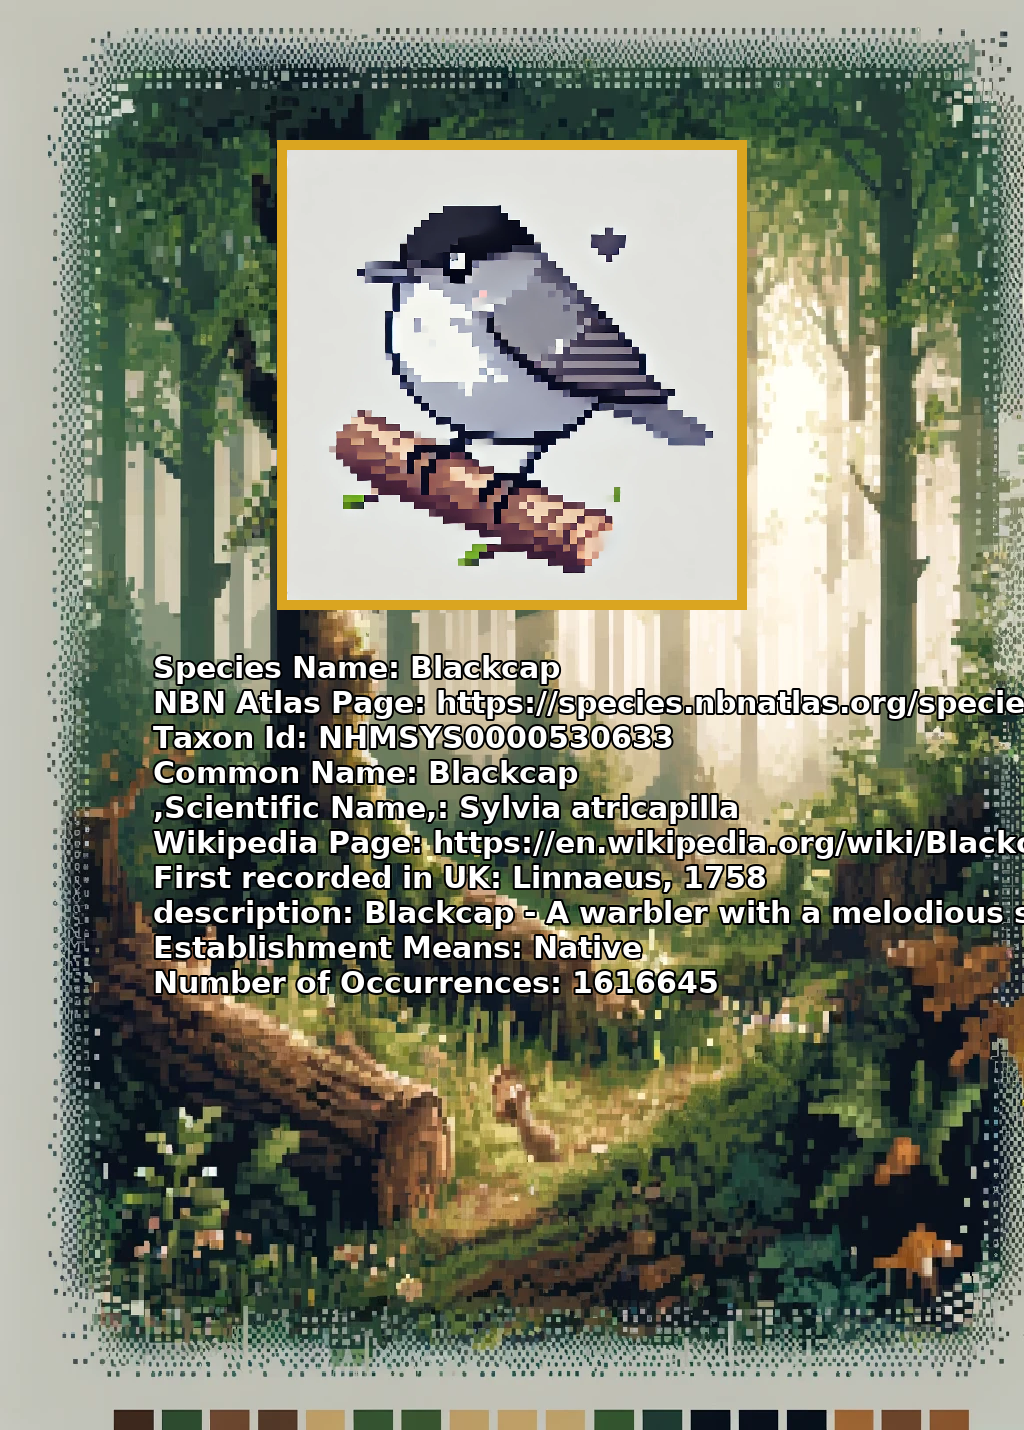 Species Name: Blackcap
NBN Atlas Page: https://species.nbnatlas.org/specie
Taxon Id: NHMSYS0000530633
Common Name: Blackcap
,Scientific Name,: Sylvia atricapilla
Wikipedia Page: https://en.wikipedia.org/wiki/Blackc
First recorded in UK: Linnaeus, 1758
description: Blackcap - A warbler with a melodious s
Establishment Means: Native
Number of Occurrences: 1616645